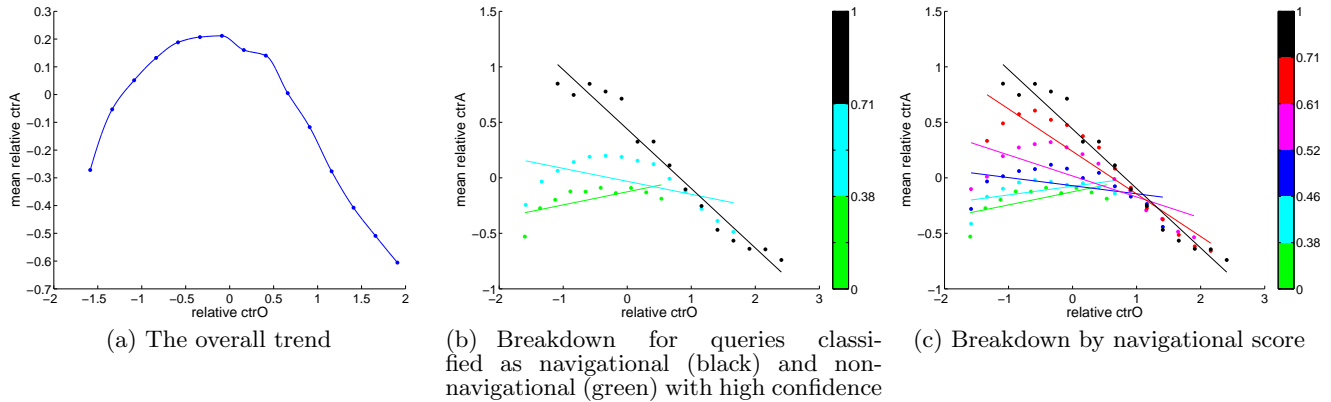 0.3
0.2
0.1
0
−0.1
−0.2
−0.3
−0.4
−0.5
−0.6
−0.7
mean relative ctrA
−2 −1.5 −1 −0.5 0 0.5 1 1.5 2
relative ctrO
(a) The overall trend
1.5
1
0.5
0
−0.5
−1
mean relative ctrA
−2 −1 0 1 2 3
relative ctrO
1
0.71
0.38
0
(b) Breakdown for queries classi-
fied as navigational (black) and non-
navigational (green) with high confidence
1.5
1
0.5
0
−0.5
−1
mean relative ctrA
−2 −1 0 1 2 3
relative ctrO
1
0.71
0.61
0.52
0.46
0.38
0
(c) Breakdown by navigational score